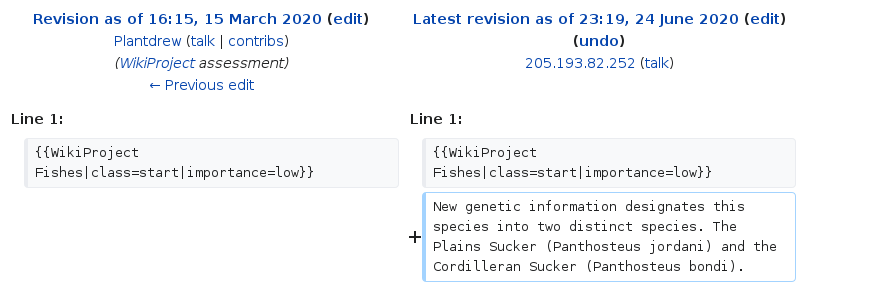 Revision as of 16:15, 15 March 2020 (edit)
Plantdrew (talk | contribs)
(WikiProject assessment)
← Previous edit
Latest revision as of 23:19, 24 June 2020 (edit)
(undo)
205.193.82.252 (talk)
Line 1:
Line 1:
{{WikiProject
Fishes|class=start|importance=low}}
{{WikiProject
Fishes|class=start|importance=low}}
+
New genetic information designates this
species into two distinct species. The
Plains Sucker (Panthosteus jordani) and the
Cordilleran Sucker (Panthosteus bondi).